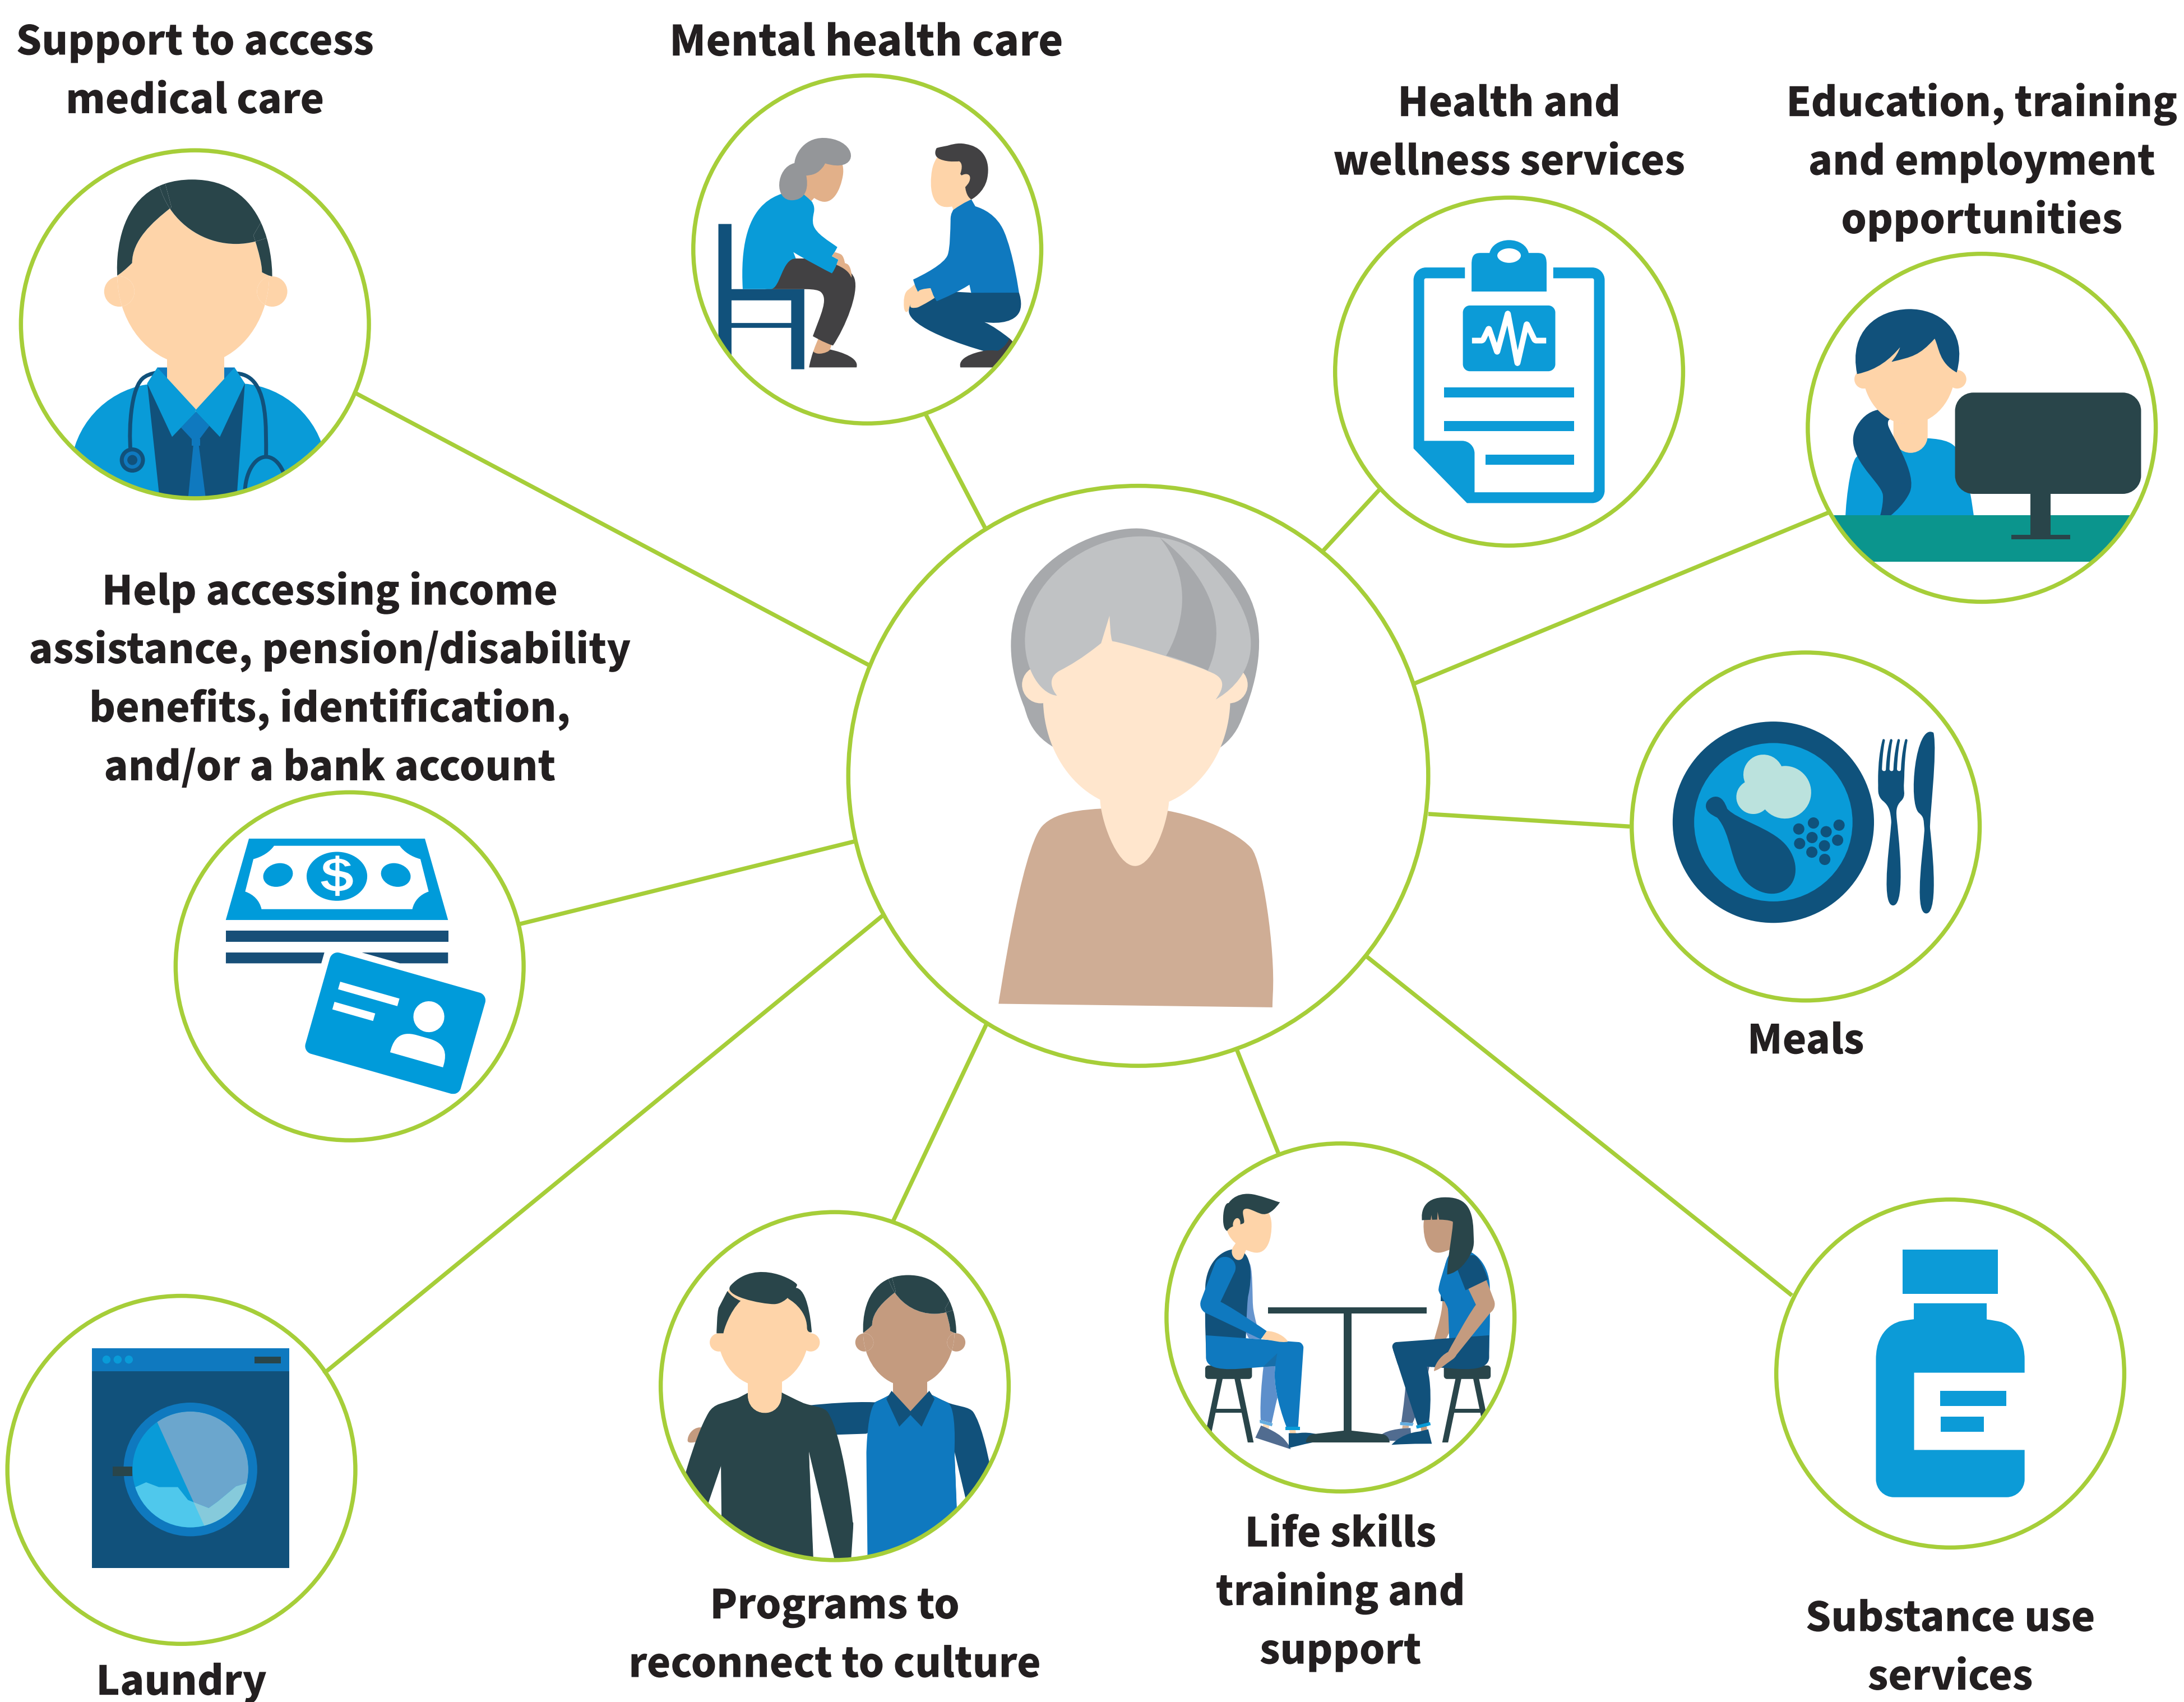 Support to access
medical care
Mental health care
Health and
wellness services
Education, training
and employment
opportunities
Help accessing income
assistance, pension/disability
benefits, identification,
and/or a bank account
$
Meals
Laundry
Programs to
reconnect to culture
Life skills
training and
support
Substance use
services